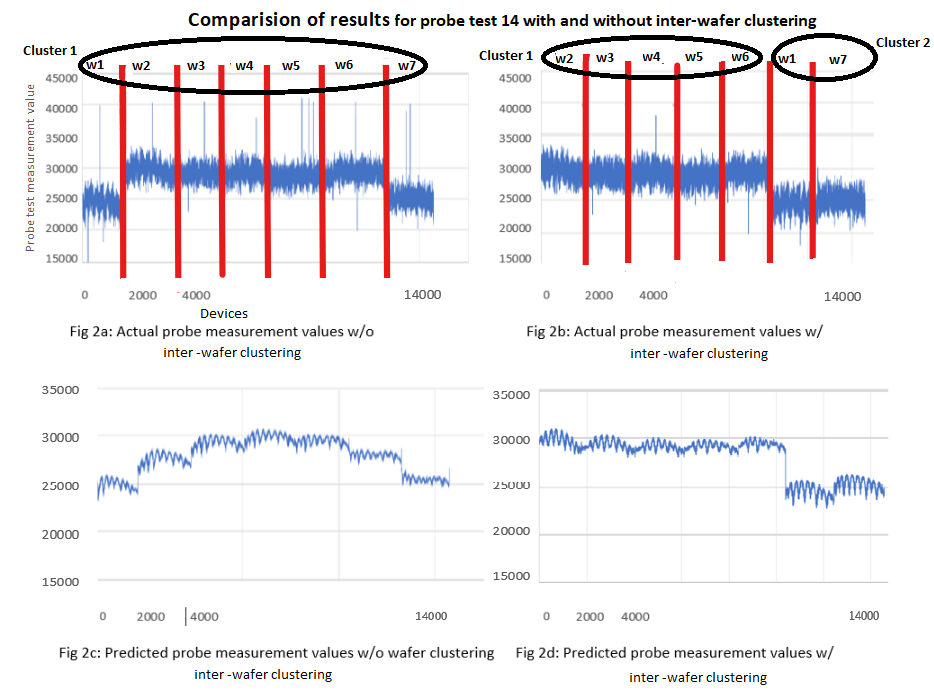 Comparision of results for probe test 14 with and without inter-wafer clustering
Cluster 1
w1 w2 w3 w4 w5 w6 w7
Probe test measurement value
45000
40000
35000
30000
25000
20000
15000
0 2000 4000 14000
Devices
Fig 2a: Actual probe measurement values w/o
inter -wafer clustering
Cluster 1
w2 w3 w4 w5 w6 w1 w7
Cluster 2
45000
40000
35000
30000
25000
20000
15000
0 2000 4000 14000
Fig 2b: Actual probe measurement values w/
inter -wafer clustering
35000
30000
25000
20000
15000
0 2000 4000 14000
Fig 2c: Predicted probe measurement values w/o wafer clustering
inter -wafer clustering
35000
30000
25000
20000
15000
0 2000 4000 14000
Fig 2d: Predicted probe measurement values w/
inter -wafer clustering